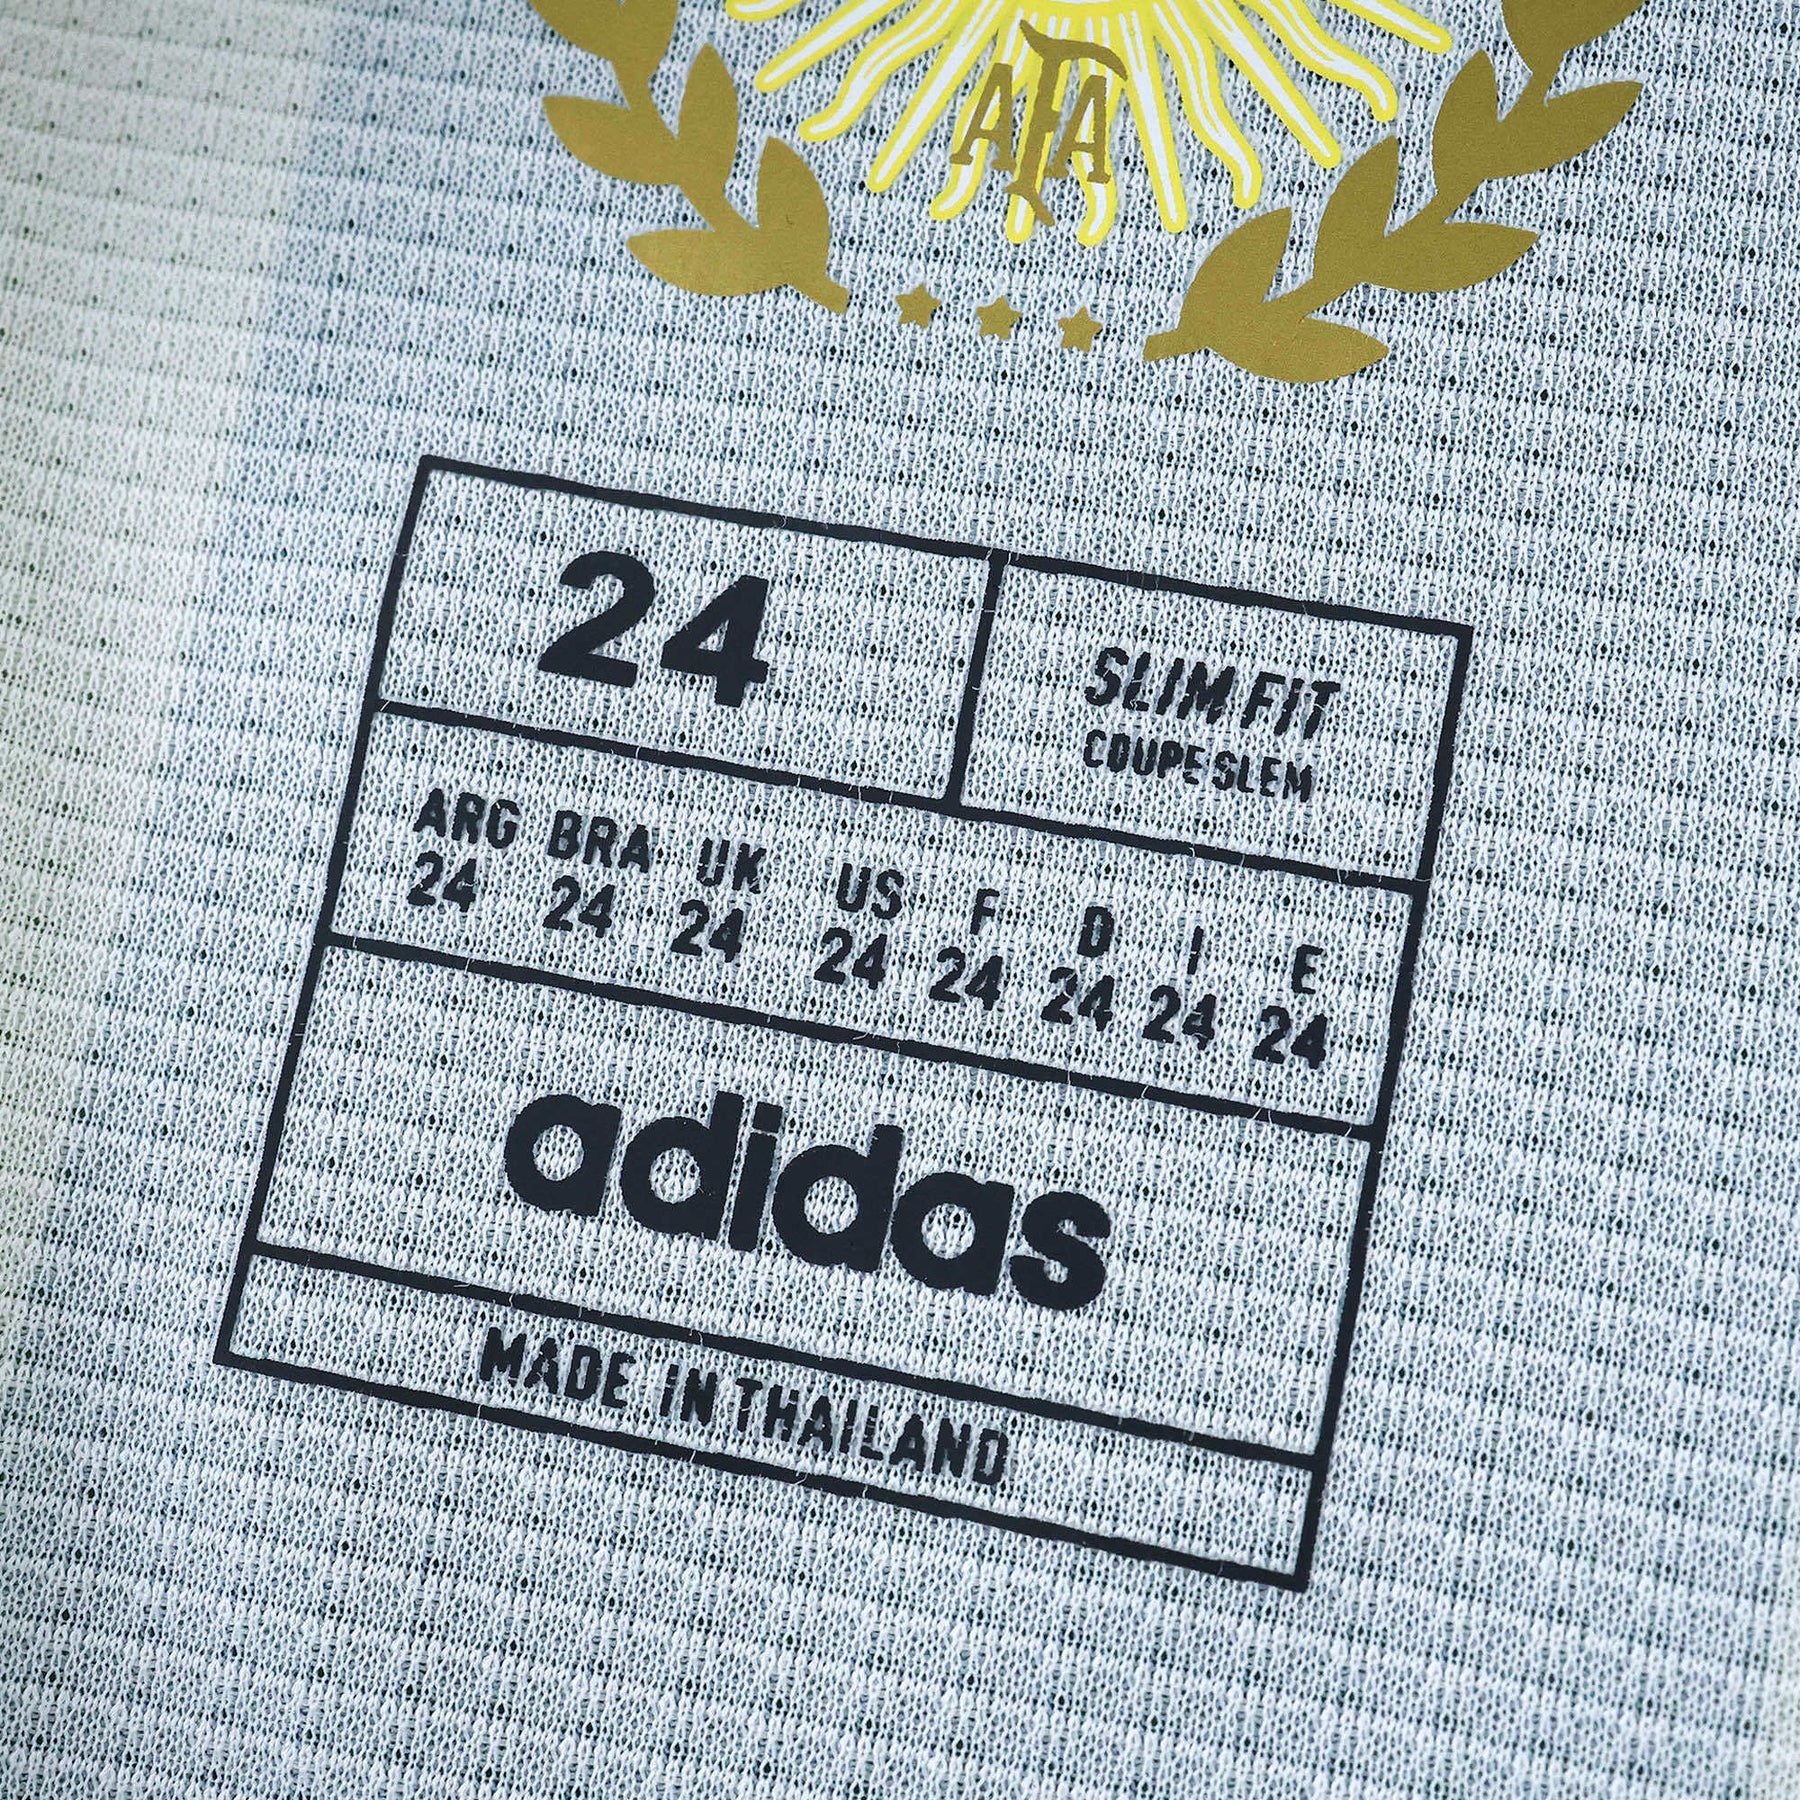 AFA
24
SLIM FIT
COUPE SLEM
ARG BRA UK US F D I E
24 24 24 24 24 24 24 24
adidas
MADE IN THAILAND